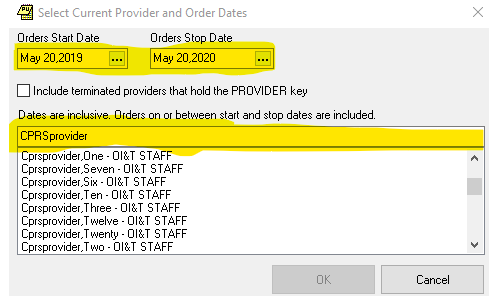 Select Current Provider and Order Dates
Orders Start Date Orders Stop Date
May 20,2019 ... May 20,2020 ...
Include terminated providers that hold the PROVIDER key
Dates are inclusive. Orders on or between start and stop dates are included.
CPRSprovider
Cprsprovider,One - OI&T STAFF
Cprsprovider,Seven - OI&T STAFF
Cprsprovider,Six - OI&T STAFF
Cprsprovider,Ten - OI&T STAFF
Cprsprovider,Three - OI&T STAFF
Cprsprovider,Twelve - OI&T STAFF
Cprsprovider,Twenty - OI&T STAFF
Cprsprovider,Two - OI&T STAFF
OK Cancel